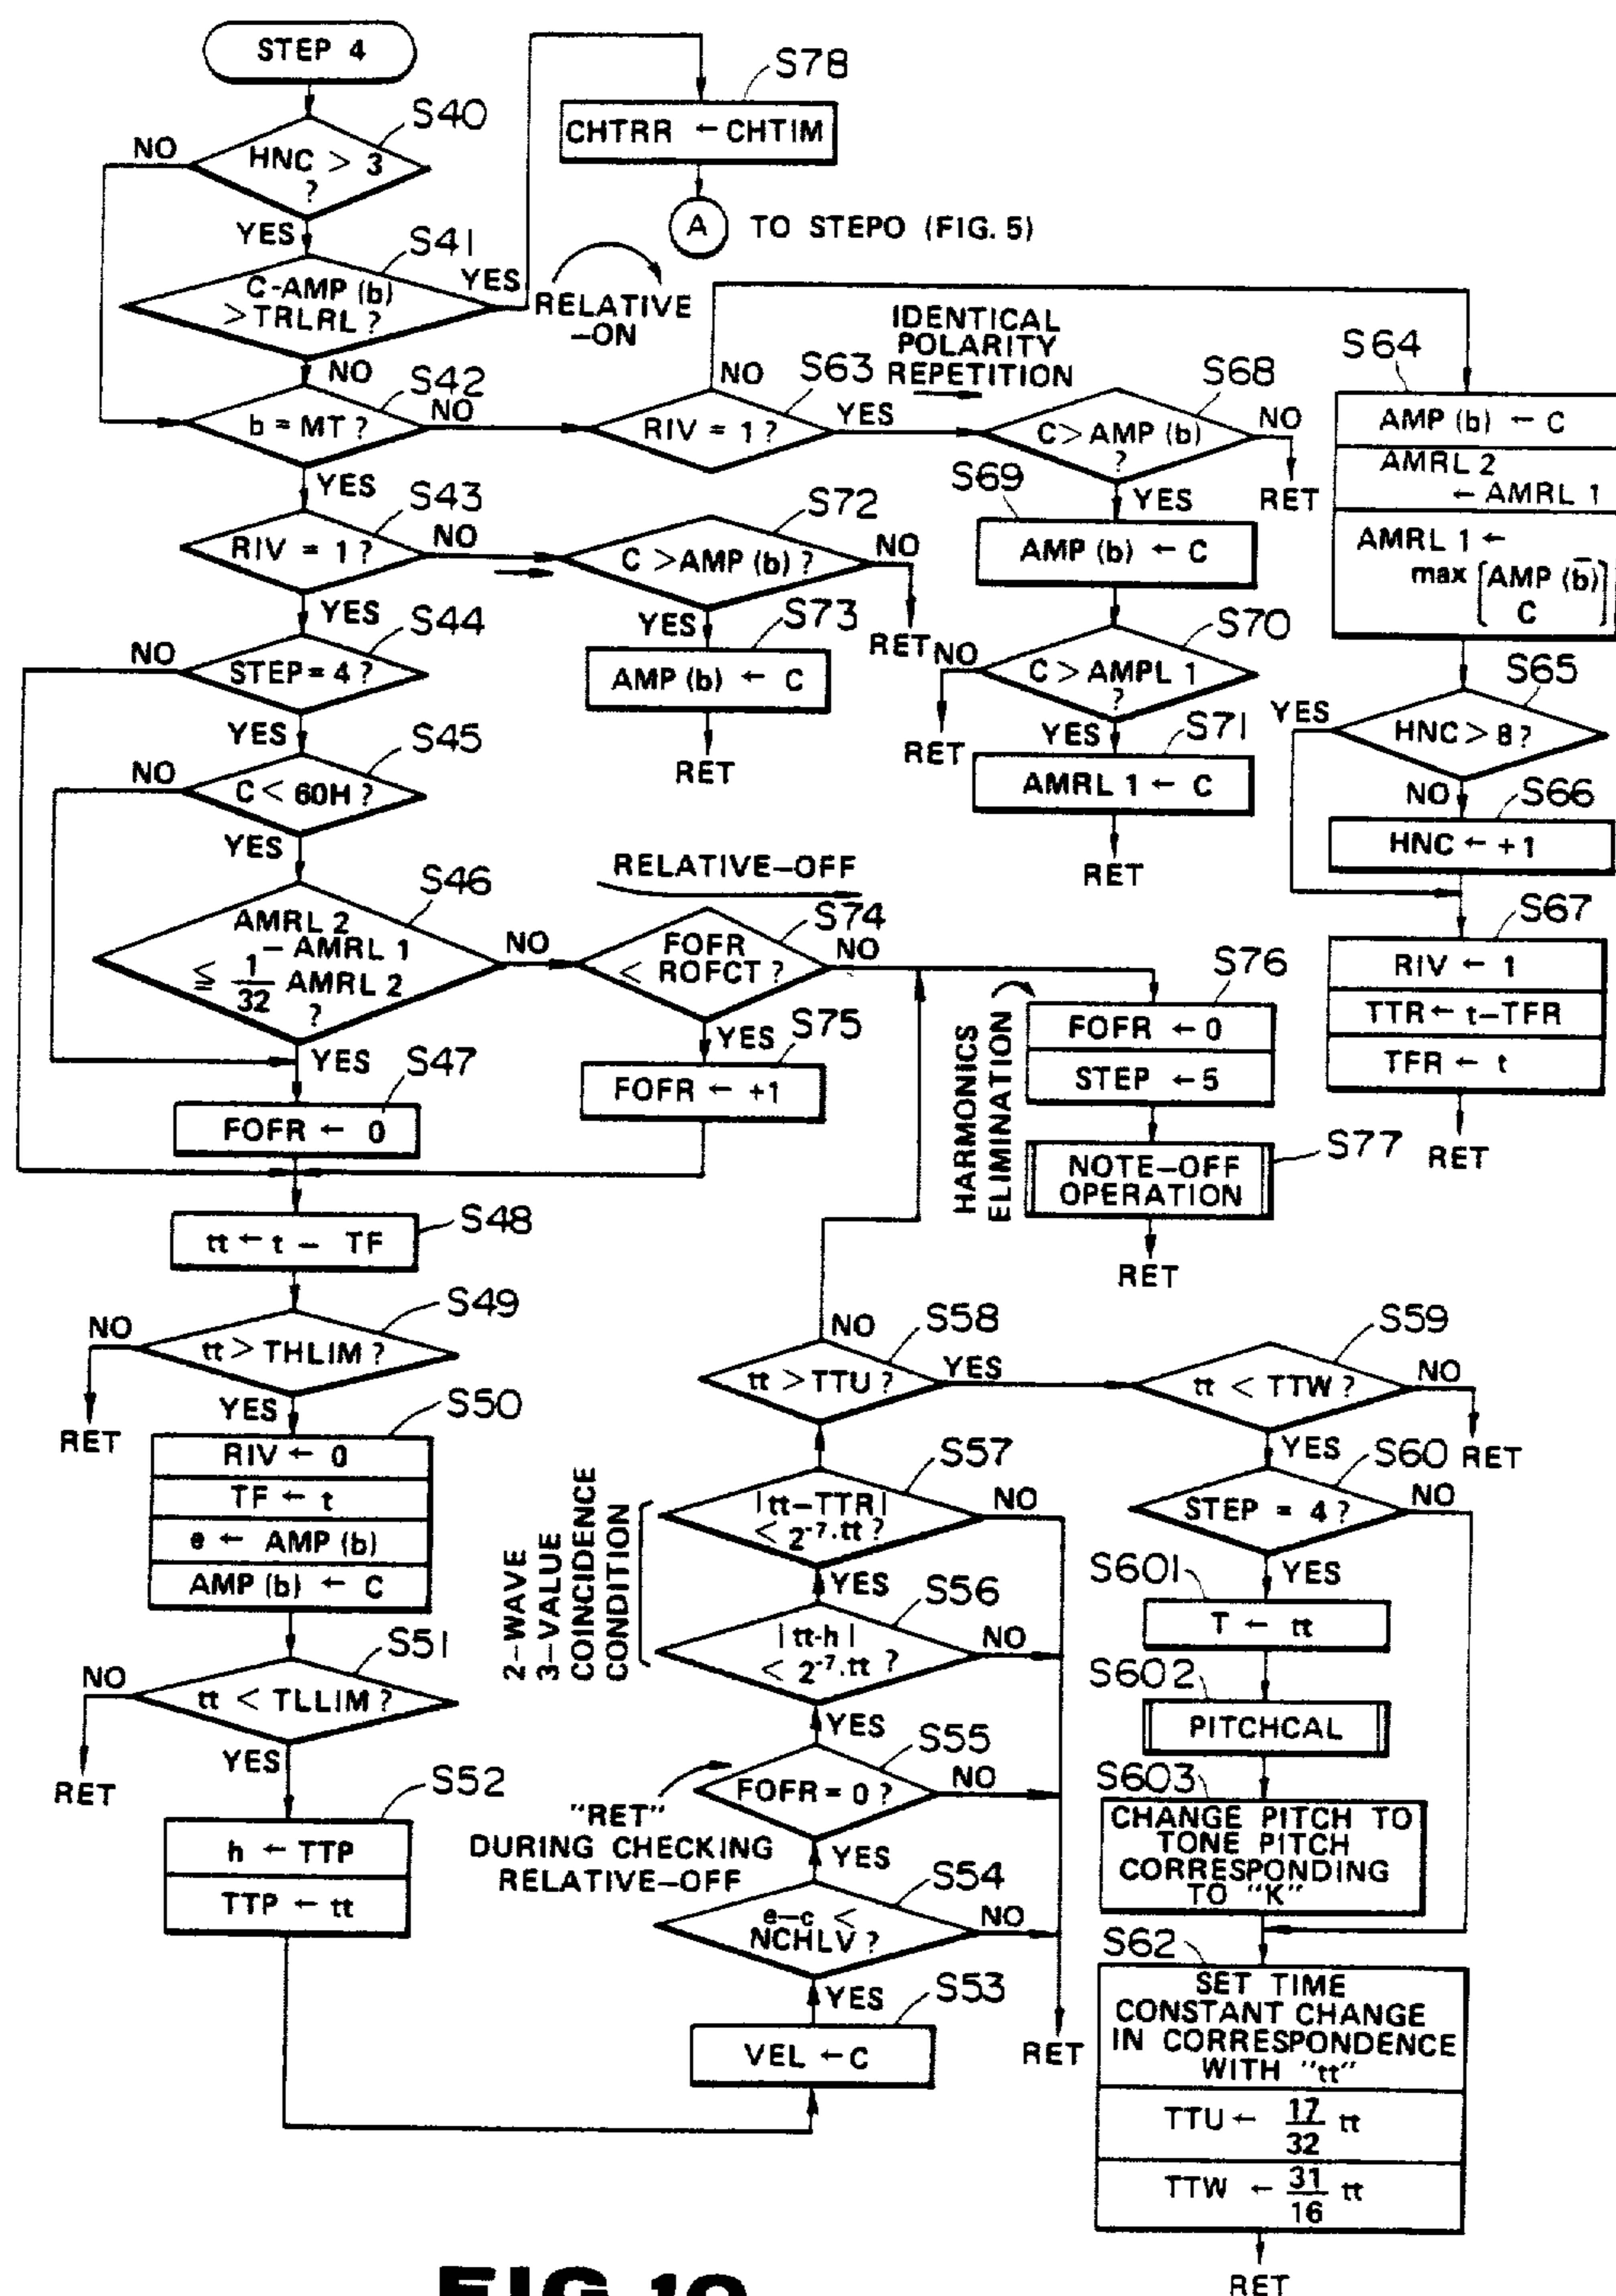 STEP 4
S40
HNC > 3
?
NO
YES
S41
C-AMP (b)
> TRLRL ?
YES
NO
RELATIVE
-ON
S78
CHTRR ← CHTIM
A
TO STEPO (FIG. 5)
S42
b = MT ?
NO
YES
S63
RIV = 1 ?
NO
YES
IDENTICAL
POLARITY
REPETITION
S68
C > AMP (b)
?
NO
RET
YES
S69
AMP (b) ← C
S70
C > AMPL 1
?
NO
RET
YES
S71
AMRL 1 ← C
RET
S64
AMP (b) ← C
AMRL 2
← AMRL 1
AMRL 1 ←
max [AMP (b̄)
C]
S65
HNC > 8 ?
YES
NO
S66
HNC ← +1
S67
RIV ← 1
TTR ← t-TFR
TFR ← t
RET
S43
RIV = 1 ?
NO
YES
S72
C > AMP (b) ?
NO
RET
YES
S73
AMP (b) ← C
RET
S44
STEP = 4 ?
NO
YES
S45
C < 60H ?
NO
YES
S46
AMRL 2
- AMRL 1
≦ 1/32 AMRL 2
?
NO
YES
RELATIVE-OFF
S74
FOFR
< ROFCT ?
NO
YES
S75
FOFR ← +1
S47
FOFR ← 0
HARMONICS
ELIMINATION
S76
FOFR ← 0
STEP ← 5
S77
NOTE-OFF
OPERATION
RET
S48
tt ← t - TF
S49
tt > THLIM ?
NO
RET
YES
S50
RIV ← 0
TF ← t
e ← AMP (b)
AMP (b) ← C
S51
tt < TLLIM ?
NO
RET
YES
S52
h ← TTP
TTP ← tt
S58
tt > TTU ?
NO
YES
S57
|tt-TTR|
< 2⁻⁷.tt ?
NO
YES
S56
|tt-h|
< 2⁻⁷.tt ?
NO
YES
2-WAVE
3-VALUE
COINCIDENCE
CONDITION
S55
FOFR = 0 ?
NO
YES
"RET"
DURING CHECKING
RELATIVE-OFF
S54
e-c <
NCHLV ?
NO
YES
S53
VEL ← C
RET
S59
tt < TTW ?
NO
RET
YES
S60
STEP = 4 ?
NO
YES
S601
T ← tt
S602
PITCHCAL
S603
CHANGE PITCH TO
TONE PITCH
CORRESPONDING
TO "K"
S62
SET TIME
CONSTANT CHANGE
IN CORRESPONDENCE
WITH "tt"
TTU ← 17/32 tt
TTW ← 31/16 tt
RET